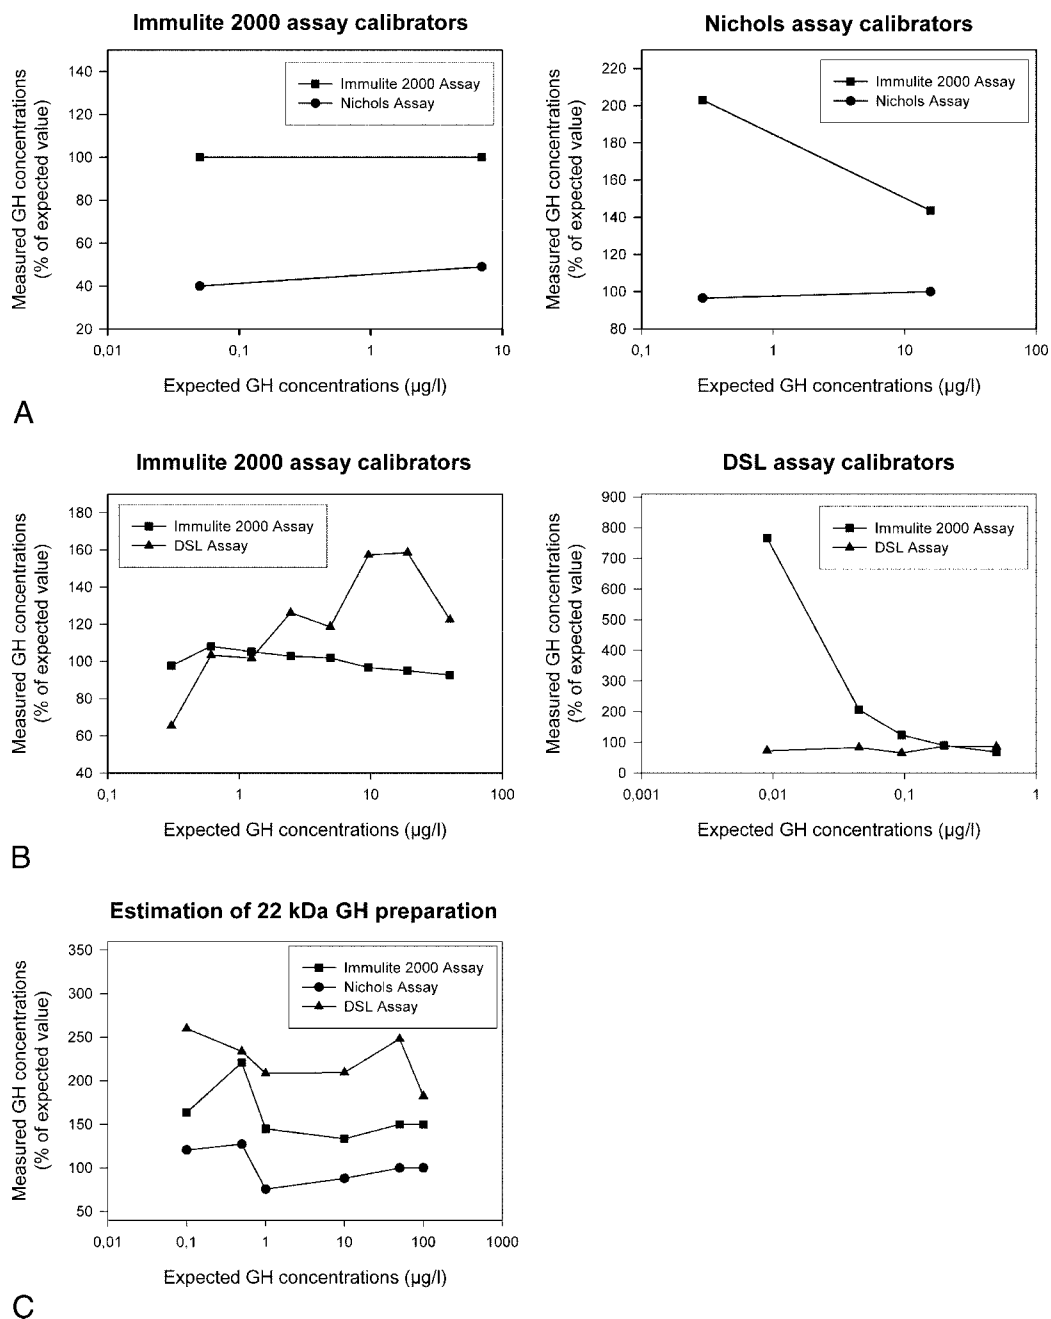 Immulite 2000 assay calibrators
Measured GH concentrations
(% of expected value)
140
120
100
80
60
40
20
Immulite 2000 Assay
Nichols Assay
0,01
0,1
1
10
Expected GH concentrations (µg/l)
Nichols assay calibrators
Measured GH concentrations
(% of expected value)
220
200
180
160
140
120
100
80
Immulite 2000 Assay
Nichols Assay
0,1
1
10
100
Expected GH concentrations (µg/l)
A
Immulite 2000 assay calibrators
Measured GH concentrations
(% of expected value)
180
160
140
120
100
80
60
40
Immulite 2000 Assay
DSL Assay
0,1
1
10
100
Expected GH concentrations (µg/l)
DSL assay calibrators
Measured GH concentrations
(% of expected value)
900
800
700
600
500
400
300
200
100
0
Immulite 2000 Assay
DSL Assay
0,001
0,01
0,1
1
Expected GH concentrations (µg/l)
B
Estimation of 22 kDa GH preparation
Measured GH concentrations
(% of expected value)
350
300
250
200
150
100
50
Immulite 2000 Assay
Nichols Assay
DSL Assay
0,01
0,1
1
10
100
1000
Expected GH concentrations (µg/l)
C